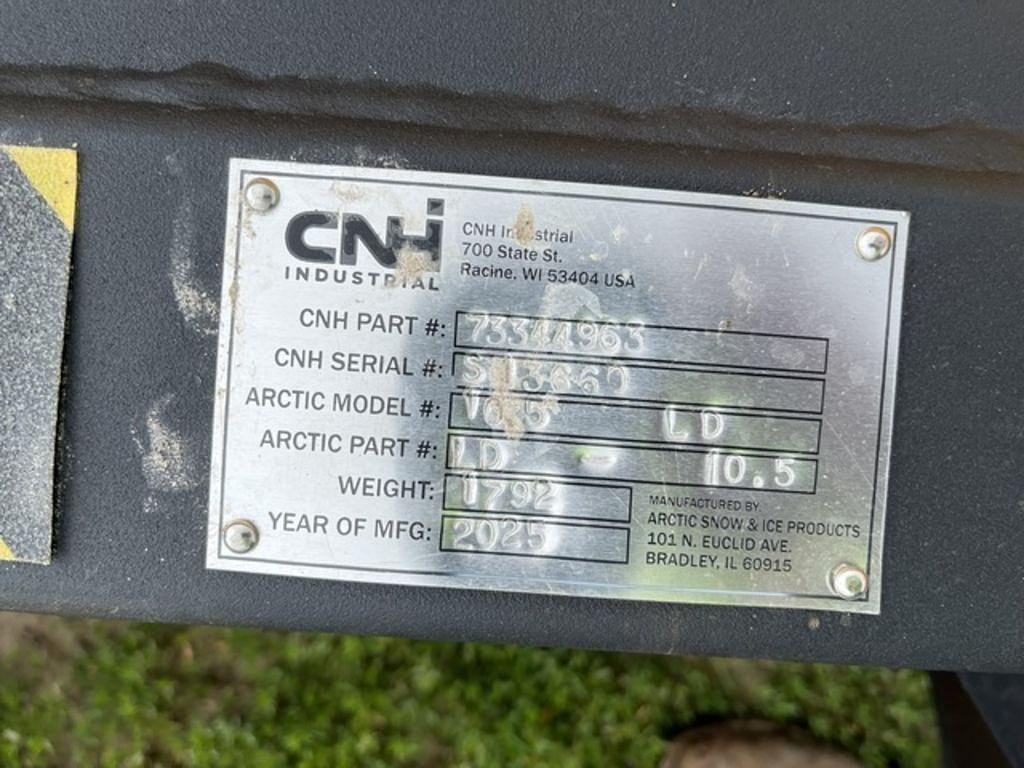 CNH
INDUSTRIAL
CNH Industrial
700 State St.
Racine, WI 53404 USA
CNH PART #: 73344963
CNH SERIAL #:
ARCTIC MODEL #: LD
ARCTIC PART #: LD - 10.5
WEIGHT: 1792
YEAR OF MFG: 2025
MANUFACTURED BY
ARCTIC SNOW & ICE PRODUCTS
101 N. EUCLID AVE.
BRADLEY, IL 60915